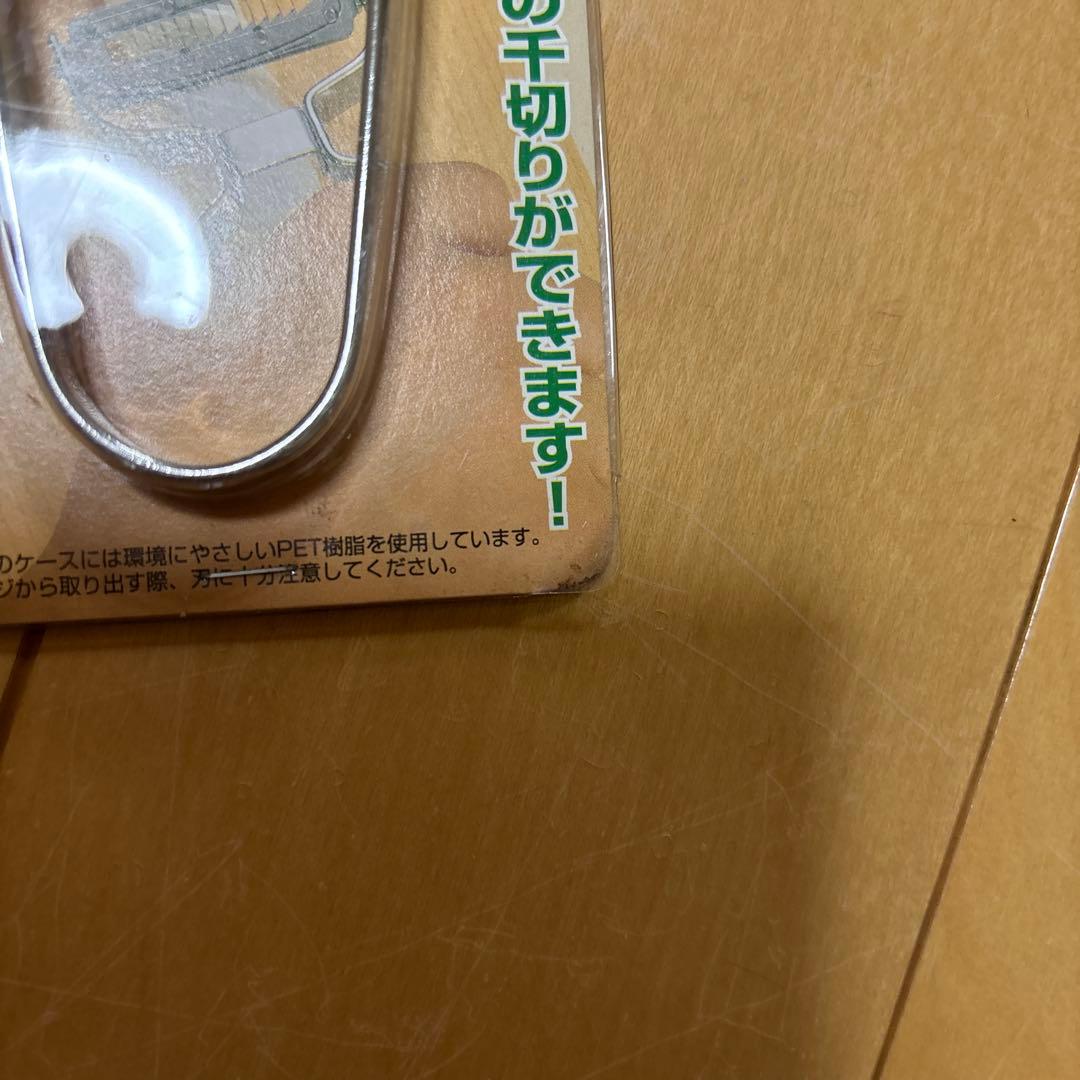 の千切りができます!
のケースには環境にやさしいPET樹脂を使用しています。
ジから取り出す際、刃に十分注意してください。